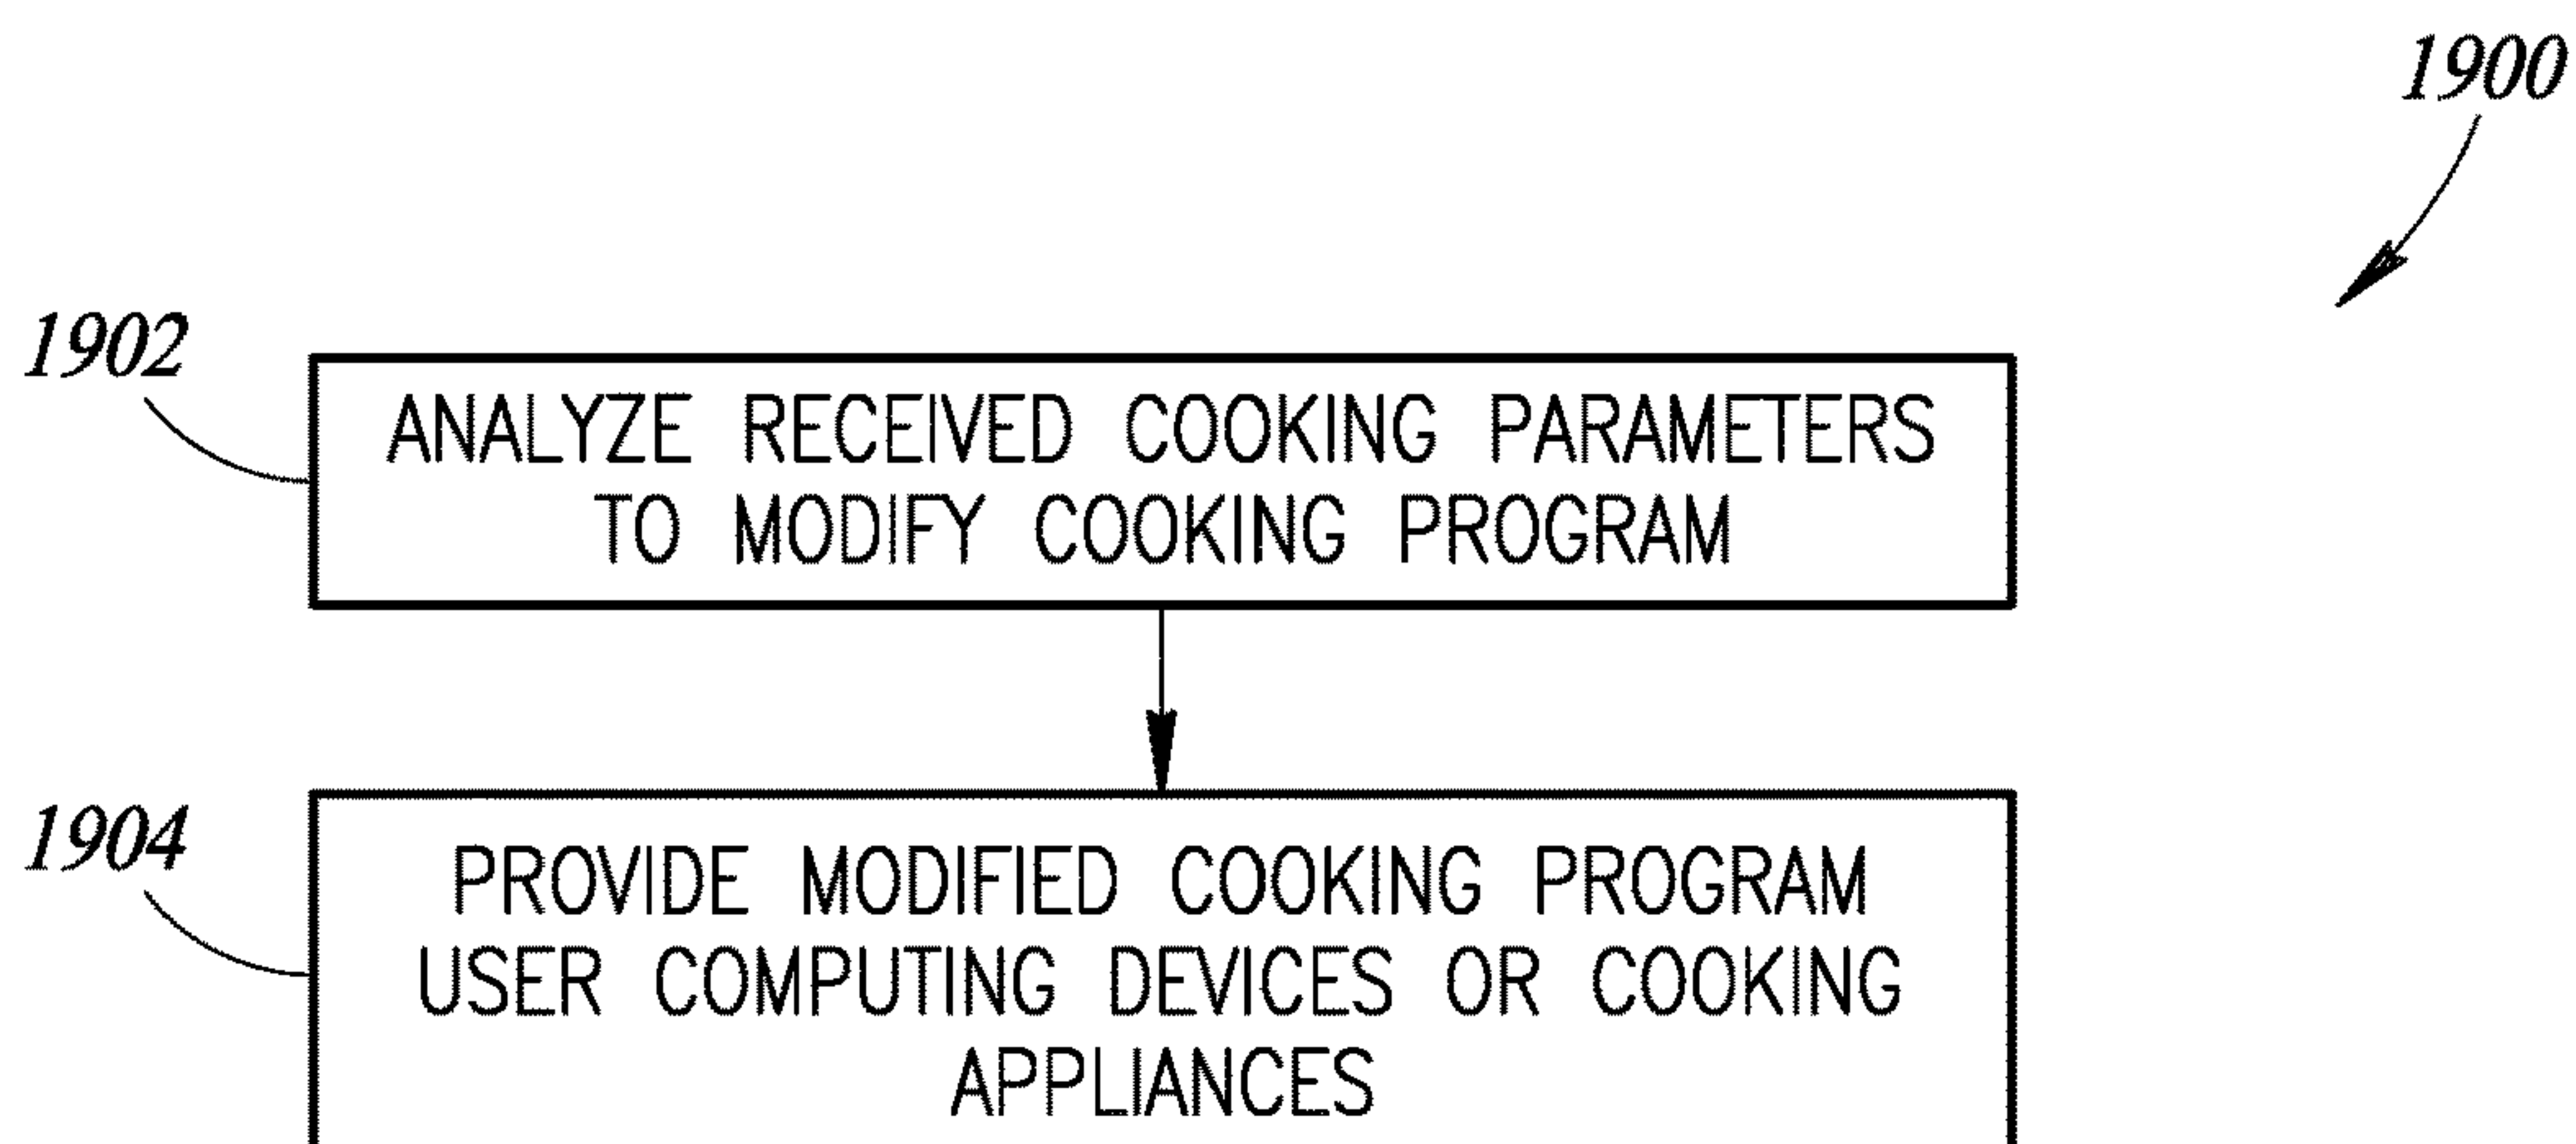 1900
1902
ANALYZE RECEIVED COOKING PARAMETERS
TO MODIFY COOKING PROGRAM
1904
PROVIDE MODIFIED COOKING PROGRAM
USER COMPUTING DEVICES OR COOKING
APPLIANCES